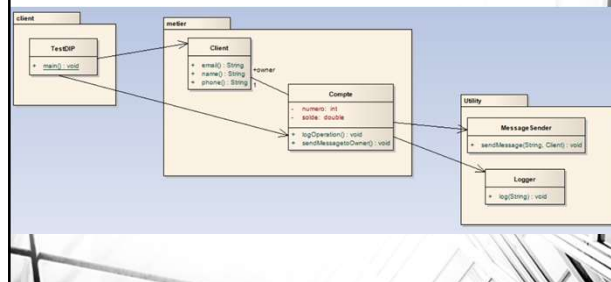 client
TestDIP
+ main() : void
metier
Client
+ email() : String
+ name() : String
+ phone() : String
+owner
1
Compte
- numero: int
- solde: double
+ logOperation() : void
+ sendMessagetoOwner() : void
Utility
MessageSender
+ sendMessage(String, Client) : void
Logger
+ log(String) : void